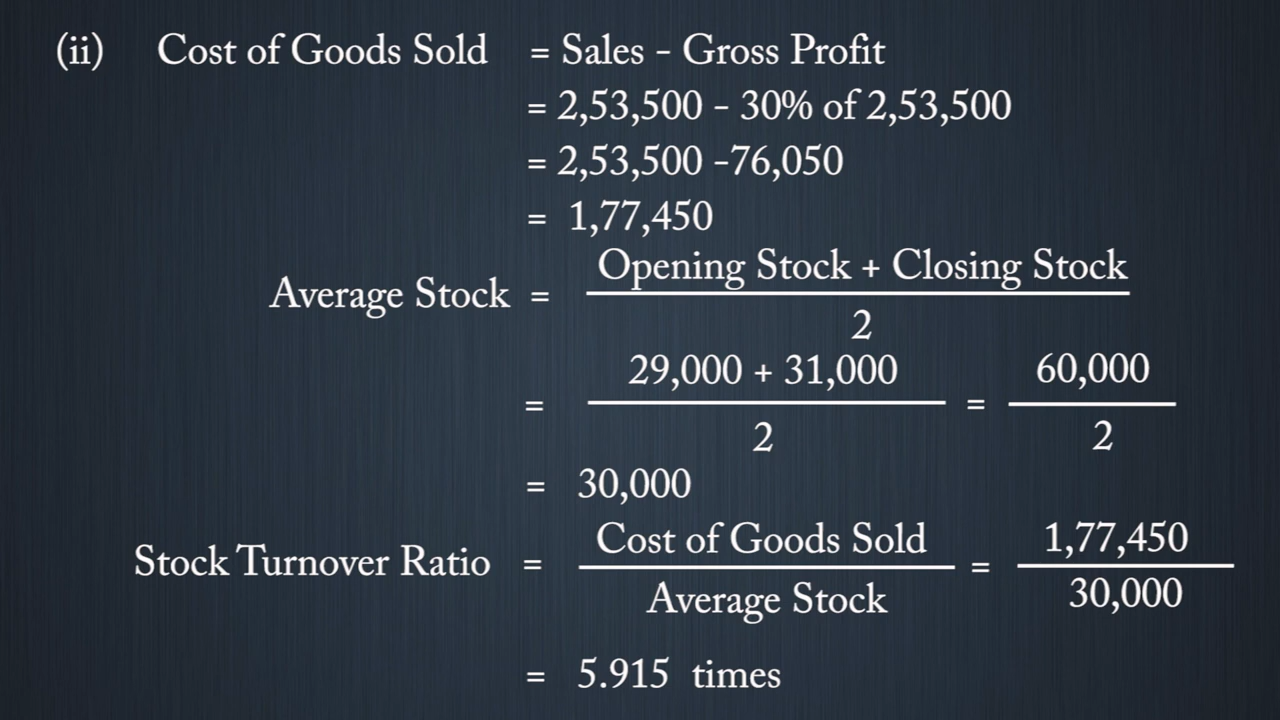 (ii) Cost of Goods Sold = Sales - Gross Profit
= 2,53,500 - 30% of 2,53,500
= 2,53,500 -76,050
= 1,77,450
Opening Stock + Closing Stock
Average Stock =
2
29,000 + 31,000 60,000
= =
2 2
= 30,000
Cost of Goods Sold 1,77,450
Stock Turnover Ratio = =
Average Stock 30,000
= 5.915 times